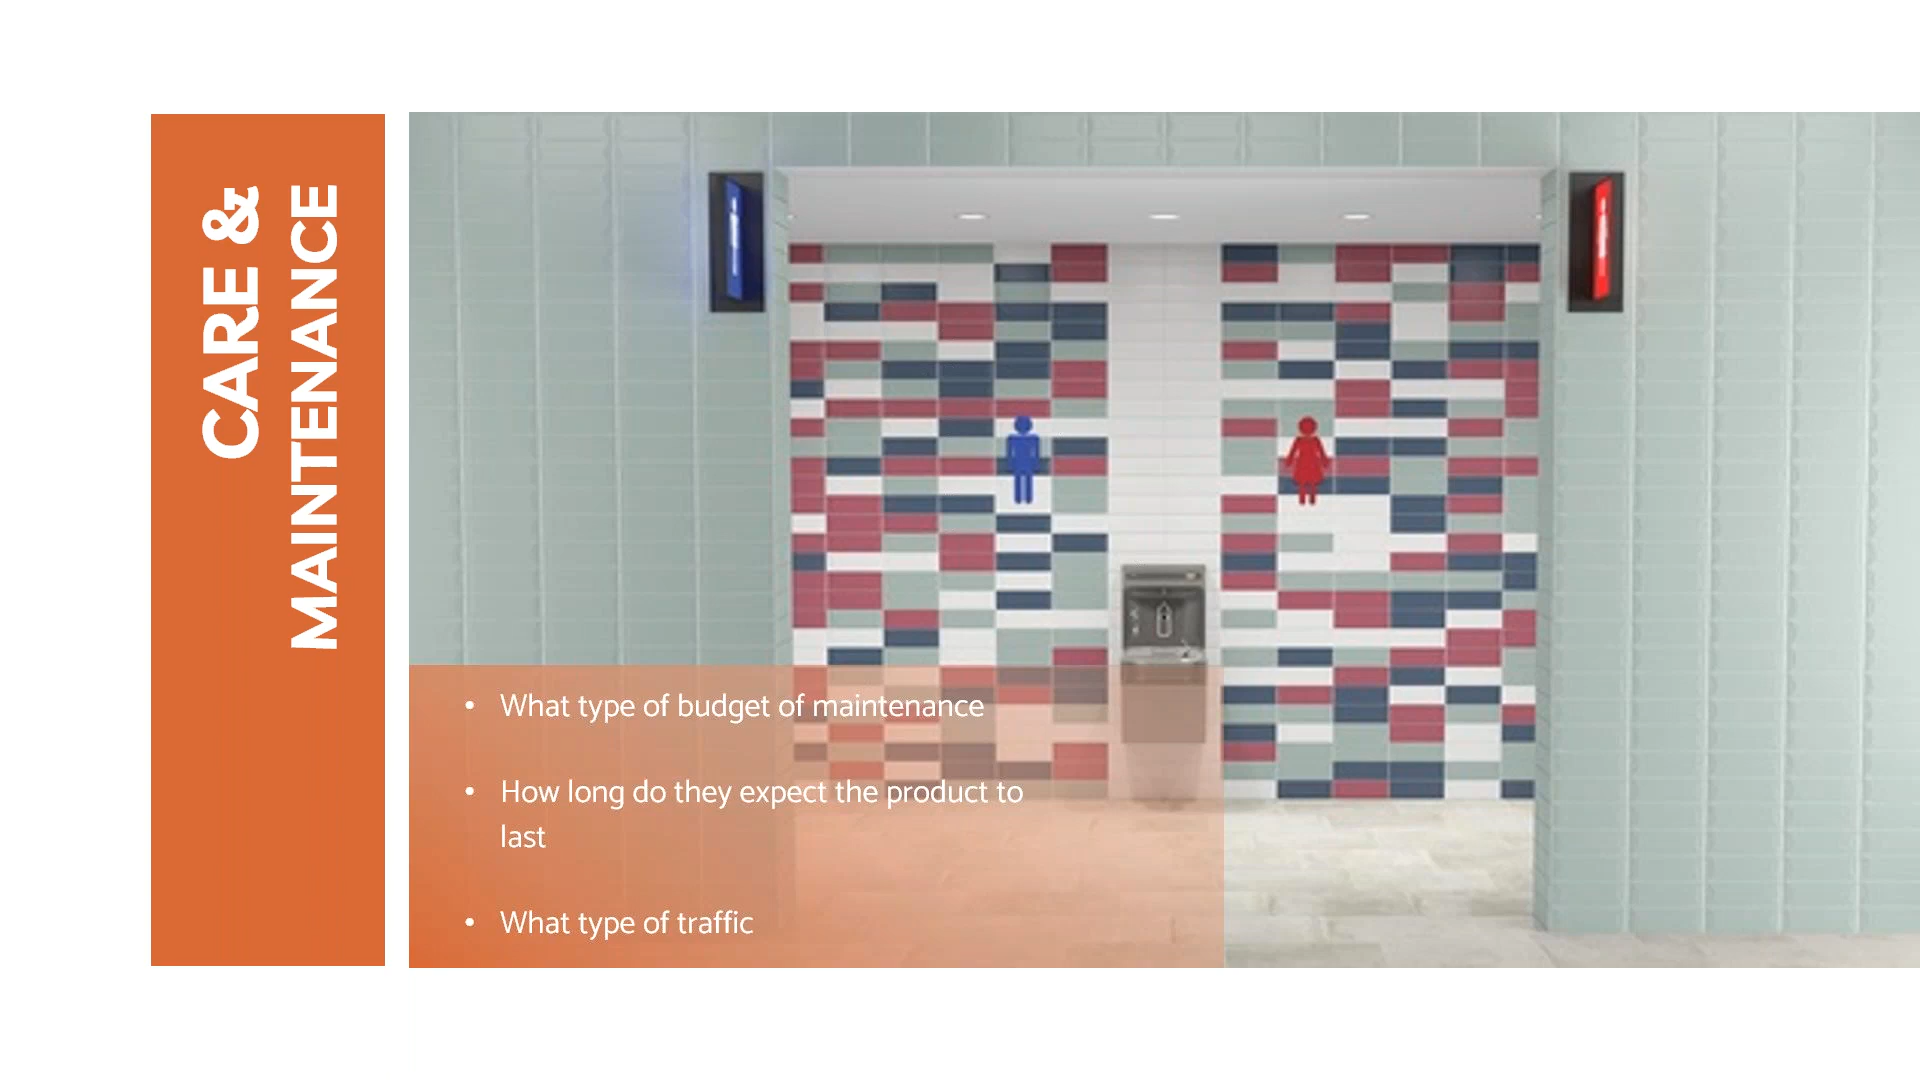 CARE &
MAINTENANCE
• What type of budget of maintenance
• How long do they expect the product to
last
• What type of traffic